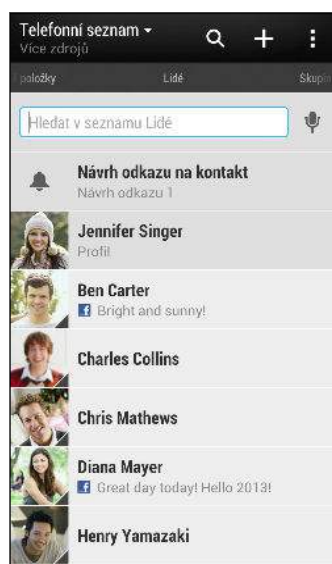 Telefonní seznam
Více zdrojů
položky Lidé Skupin
Hledat v seznamu Lidé
Návrh odkazu na kontakt
Návrh odkazu 1
Jennifer Singer
Profil
Ben Carter
Bright and sunny!
Charles Collins
Chris Mathews
Diana Mayer
Great day today! Hello 2013!
Henry Yamazaki